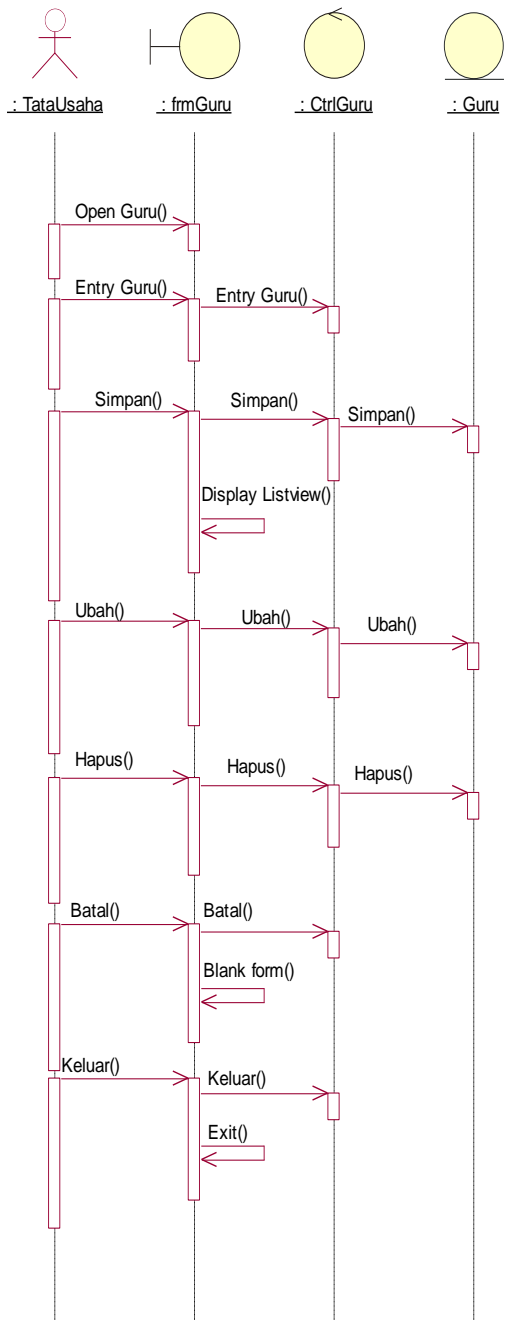 : TataUsaha
: frmGuru
: CtrlGuru
: Guru
Open Guru()
Entry Guru()
Entry Guru()
Simpan()
Simpan()
Simpan()
Display Listview()
Ubah()
Ubah()
Ubah()
Hapus()
Hapus()
Hapus()
Batal()
Batal()
Blank form()
Keluar()
Keluar()
Exit()